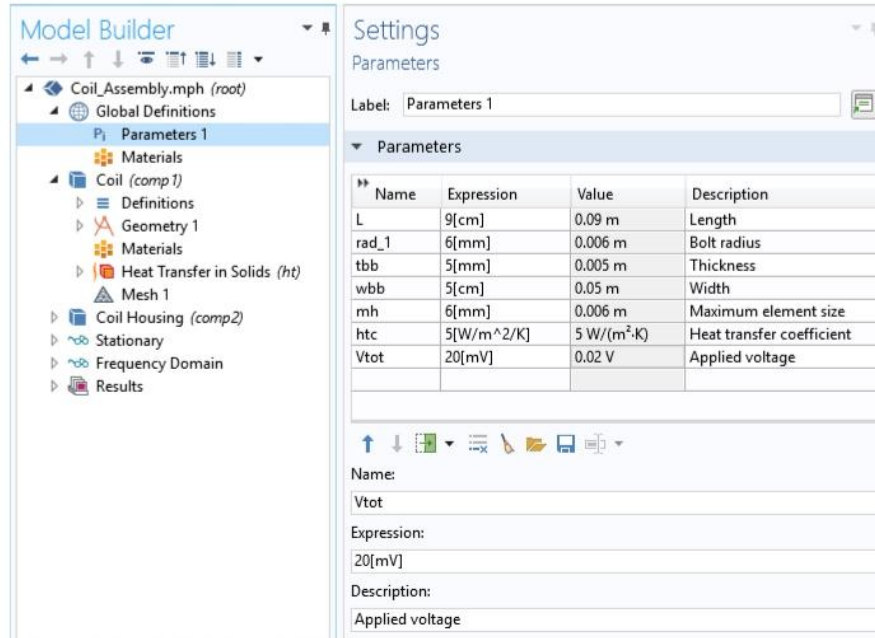 Model Builder
Coil_Assembly.mph (root)
Global Definitions
Pi Parameters 1
Materials
Coil (comp1)
Definitions
Geometry 1
Materials
Heat Transfer in Solids (ht)
Mesh 1
Coil Housing (comp2)
Stationary
Frequency Domain
Results
Settings
Parameters
Label: Parameters 1
Parameters
Name Expression Value Description
L 9[cm] 0.09 m Length
rad_1 6[mm] 0.006 m Bolt radius
tbb 5[mm] 0.005 m Thickness
wbb 5[cm] 0.05 m Width
mh 6[mm] 0.006 m Maximum element size
htc 5[W/m^2/K] 5 W/(m²·K) Heat transfer coefficient
Vtot 20[mV] 0.02 V Applied voltage
Name:
Vtot
Expression:
20[mV]
Description:
Applied voltage